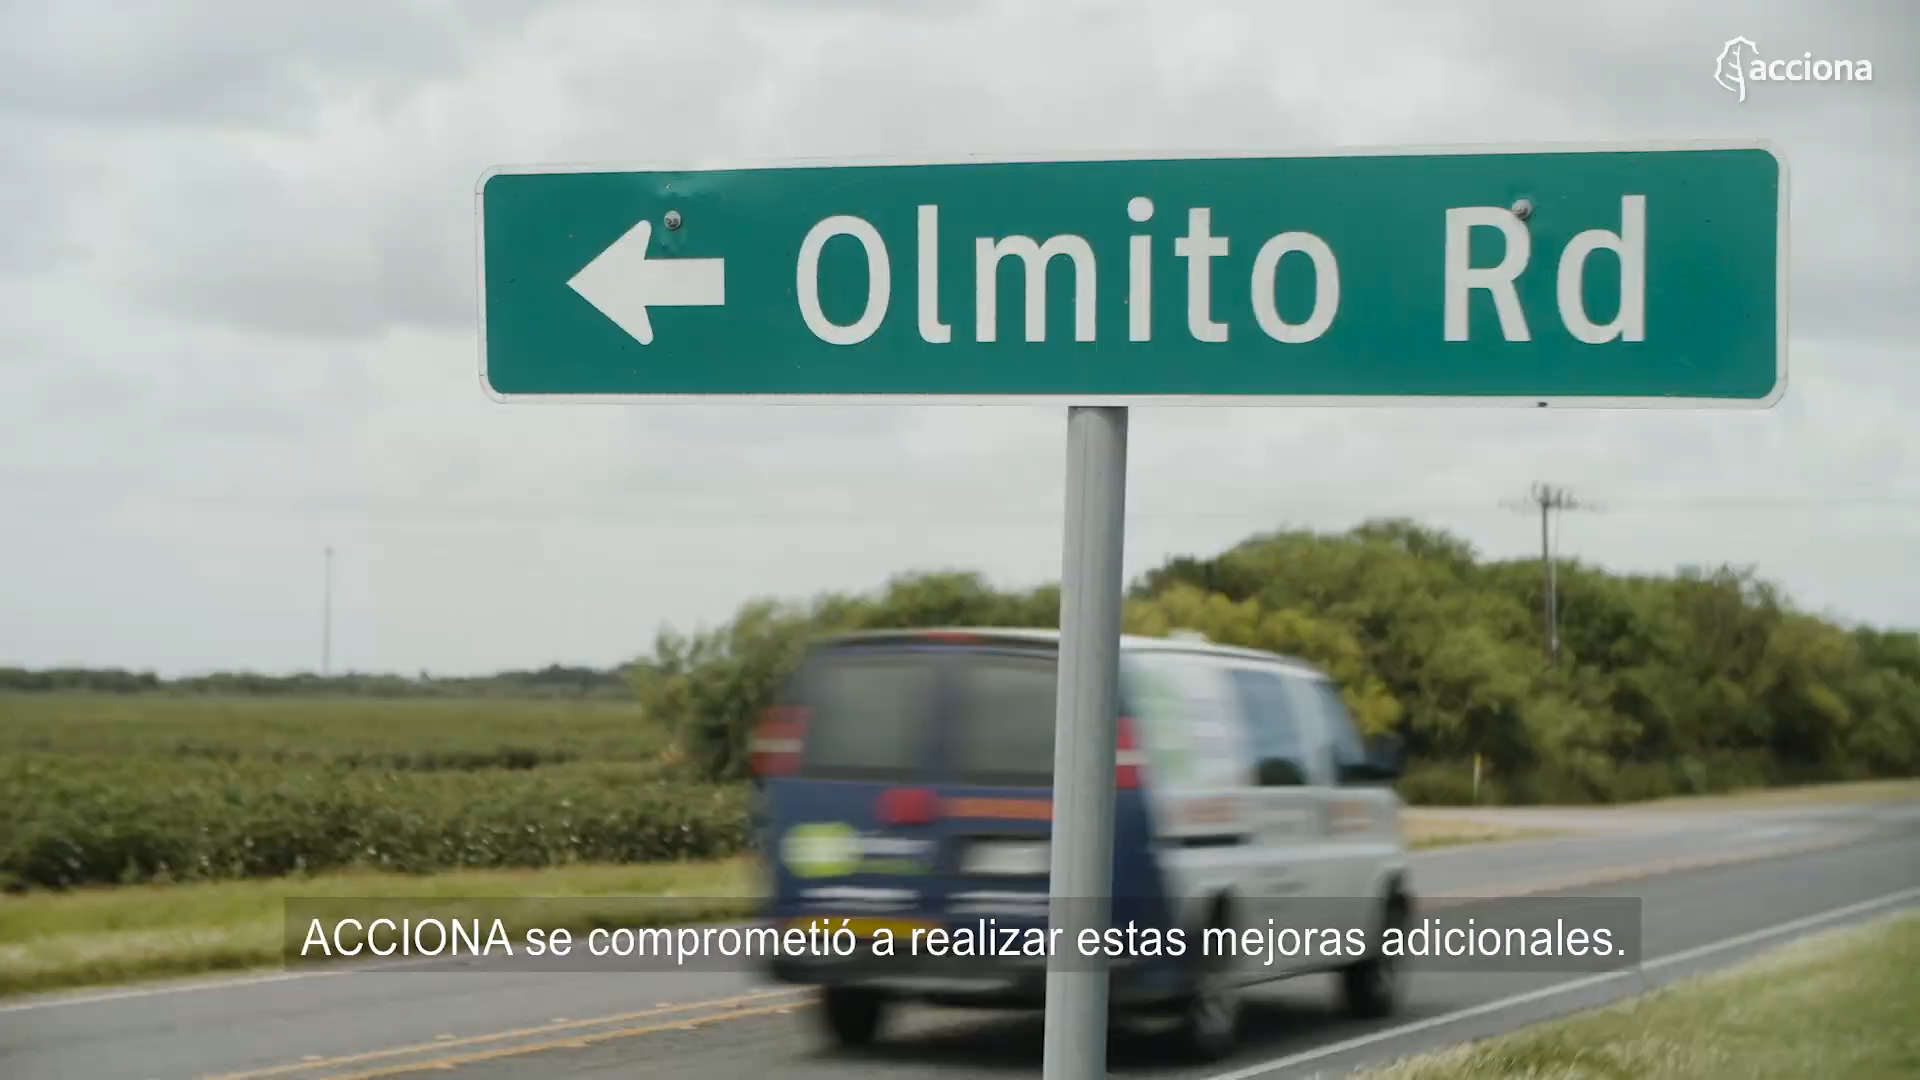 acciona
Olmito Rd
ACCIONA se comprometió a realizar estas mejoras adicionales.